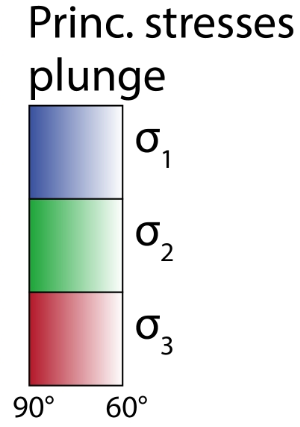 Princ. stresses
plunge
σ1
σ2
σ3
90° 60°